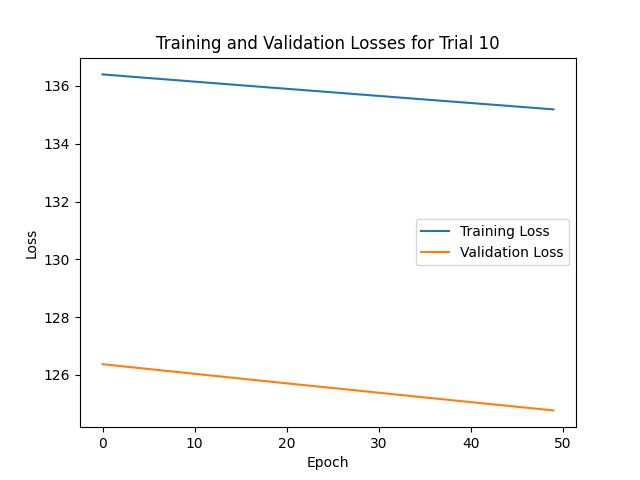 Training and Validation Losses for Trial 10
136
134
132
130
128
126
Loss
Training Loss
Validation Loss
0 10 20 30 40 50
Epoch